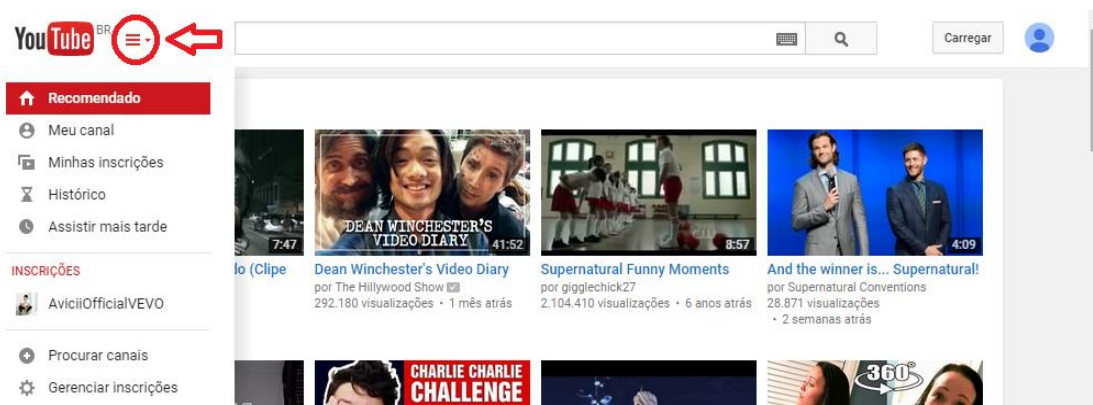 YouTube BR
Carregar
Recomendado
Meu canal
Minhas inscrições
Histórico
Assistir mais tarde
INSCRIÇÕES
AviciiOfficialVEVO
Procurar canais
Gerenciar inscrições
7:47
lo (Clipe
DEAN WINCHESTER'S
VIDEO DIARY
41:52
Dean Winchester's Video Diary
por The Hillywood Show
292.180 visualizações • 1 mês atrás
8:57
Supernatural Funny Moments
por gigglechick27
2.104.410 visualizações • 6 anos atrás
4:09
And the winner is... Supernatural!
por Supernatural Conventions
28.871 visualizações
• 2 semanas atrás
CHARLIE CHARLIE
CHALLENGE
360°